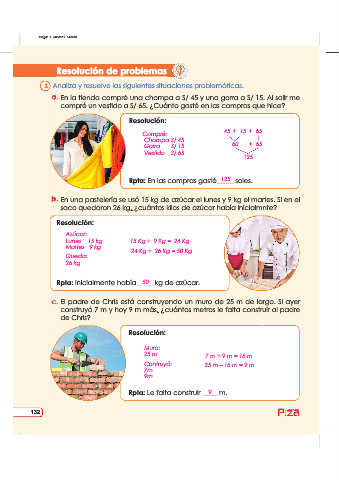 Resolución de problemas
1 Analiza y resuelve las siguientes situaciones problemáticas.
a. En la tienda compré una chompa a S/ 45 y una gorra a S/ 15. Al salir me
compré un vestido a S/ 65. ¿Cuánto gasté en las compras que hice?
Resolución:
Compré:
Chompa S/ 45
Gorra S/ 15
Vestido S/ 65
45 + 15 + 65
60 + 65
125
Rpta: En las compras gasté 125 soles.
b. En una pastelería se usó 15 kg de azúcar el lunes y 9 kg el martes. Si en el
saco quedaron 26 kg, ¿cuántos kilos de azúcar había inicialmnte?
Resolución:
Azúcar:
Lunes 15 kg
Martes 9 kg
Queda:
26 kg
15 Kg + 9 Kg = 24 Kg
24 Kg + 26 Kg = 50 Kg
Rpta: Inicialmente había 50 kg de azúcar.
c. El padre de Chris está construyendo un muro de 25 m de largo. Si ayer
construyó 7 m y hoy 9 m más, ¿cuántos metros le falta construir al padre
de Chris?
Resolución:
Muro:
25 m
Contruyó:
7m
9m
7 m + 9 m = 16 m
25 m – 16 m = 9 m
Rpta: Le falta construir 9 m.
132